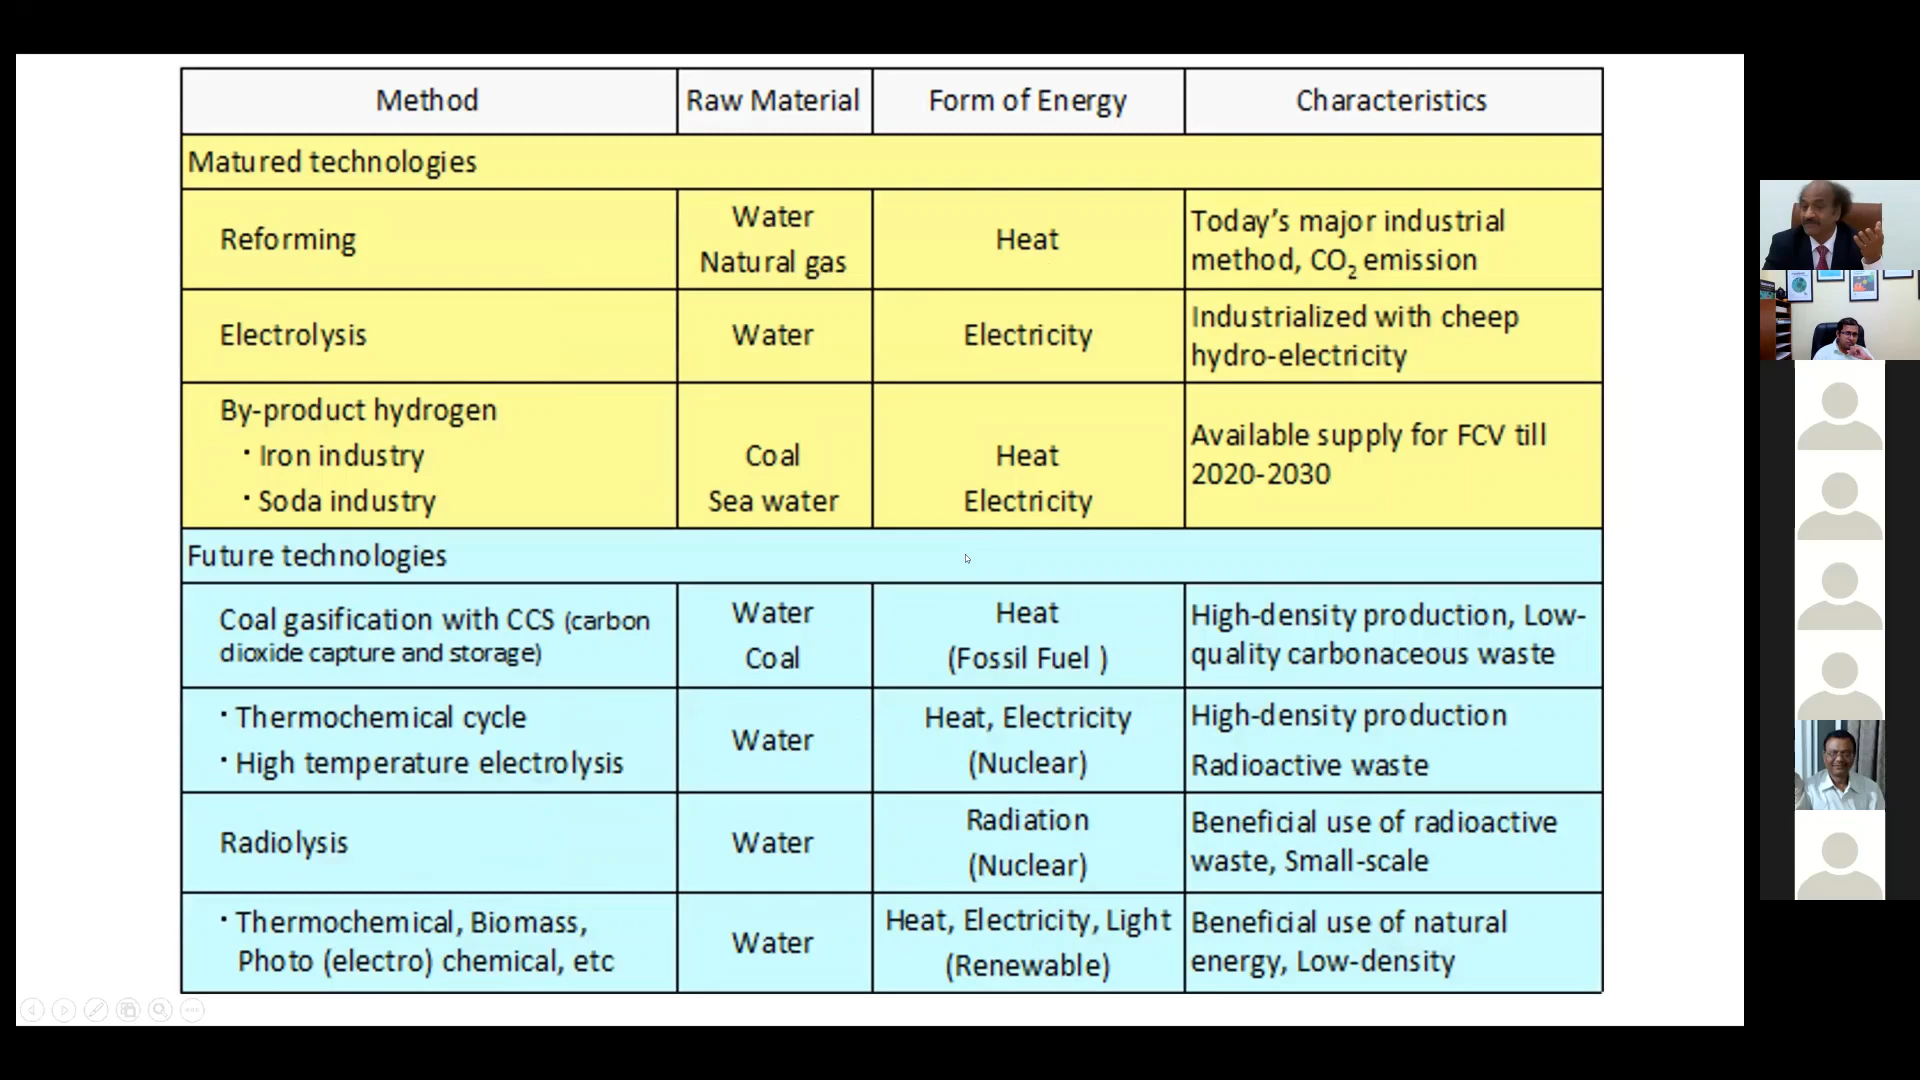 Method Raw Material Form of Energy Characteristics
Matured technologies
Reforming
Water
Natural gas
Heat
Today’s major industrial
method, CO₂ emission
Electrolysis
Water
Electricity
Industrialized with cheep
hydro-electricity
By-product hydrogen
・Iron industry
・Soda industry
Coal
Sea water
Heat
Electricity
Available supply for FCV till
2020-2030
Future technologies
Coal gasification with CCS (carbon
dioxide capture and storage)
Water
Coal
Heat
(Fossil Fuel )
High-density production, Low-
quality carbonaceous waste
・Thermochemical cycle
・High temperature electrolysis
Water
Heat, Electricity
(Nuclear)
High-density production
Radioactive waste
Radiolysis
Water
Radiation
(Nuclear)
Beneficial use of radioactive
waste, Small-scale
・Thermochemical, Biomass,
Photo (electro) chemical, etc
Water
Heat, Electricity, Light
(Renewable)
Beneficial use of natural
energy, Low-density